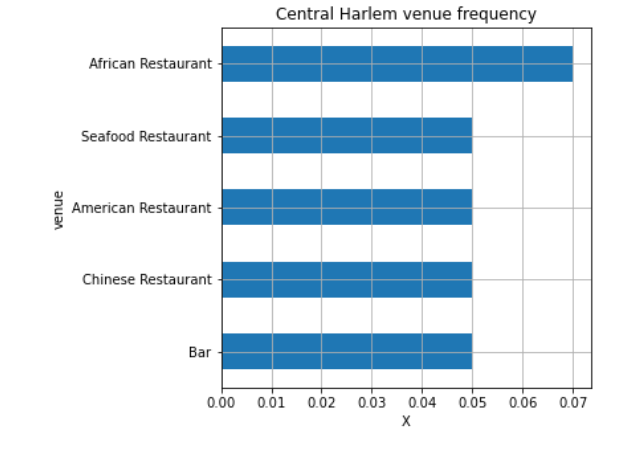 Central Harlem venue frequency
African Restaurant
Seafood Restaurant
American Restaurant
Chinese Restaurant
Bar
venue
0.00 0.01 0.02 0.03 0.04 0.05 0.06 0.07
X